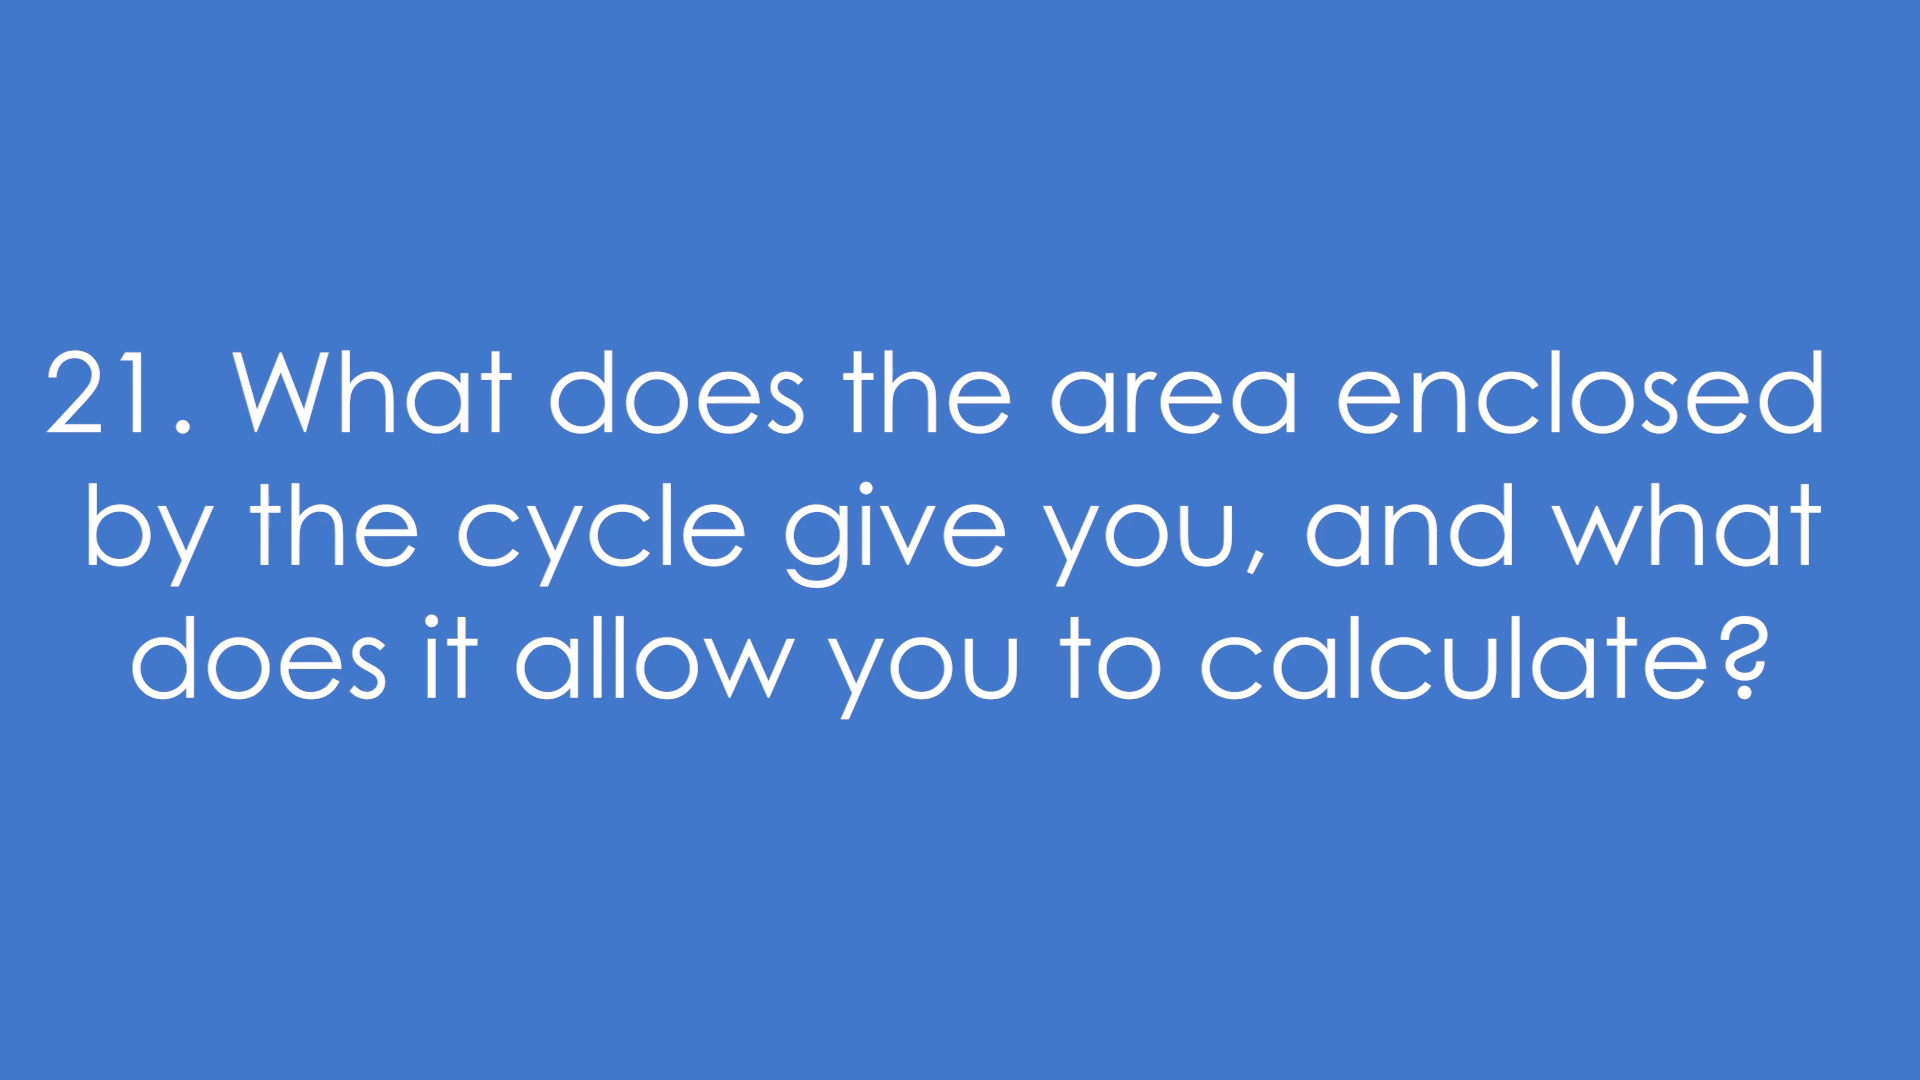 21. What does the area enclosed
by the cycle give you, and what
does it allow you to calculate?